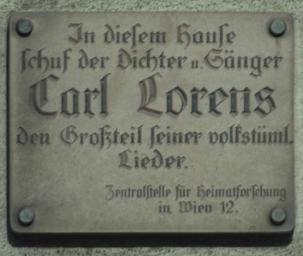 In diesem Hause
schuf der Dichter u. Sänger
Carl Lorens
den Großteil seiner volkstüml.
Lieder.
Zentralstelle für Heimatforschung
in Wien 12.